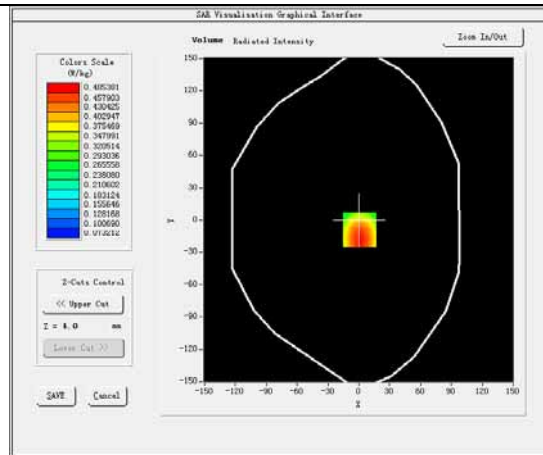 SAR Visualisation Graphical Interface
Volume Radiated Intensity
Zoom In/Out
Colors Scale
(W/kg)
0.485381
0.457903
0.430425
0.402947
0.375469
0.347991
0.320514
0.293036
0.265558
0.238080
0.210602
0.183124
0.155646
0.128168
0.100690
0.073212
Z-Cuts Control
<< Upper Cut
Z = 4.0 mm
Lower Cut >>
SAVE Cancel
150-
120-
90-
60-
30-
0-
-30-
-60-
-90-
-120-
-150-
Y
-150 -120 -90 -60 -30 0 30 60 90 120 150
X